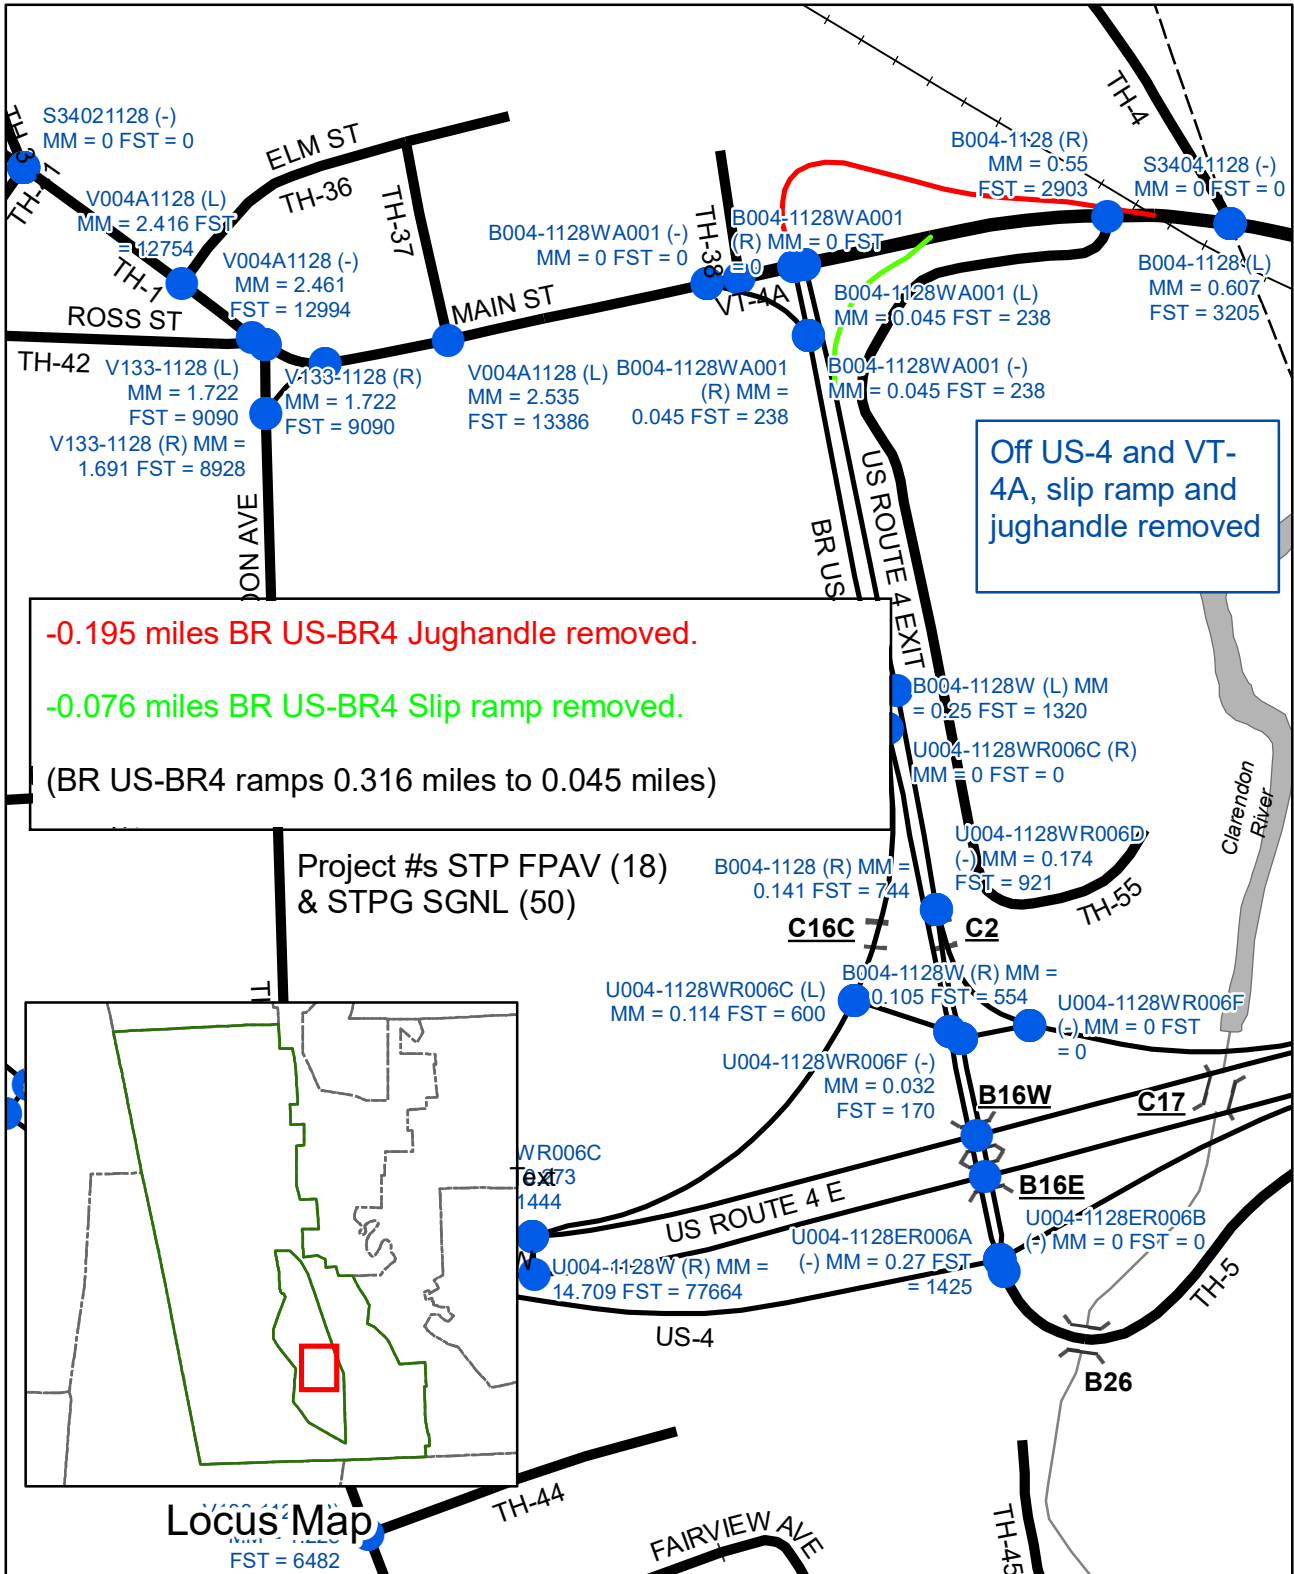 S34021128 (-)
MM = 0 FST = 0
TH-1
ELM ST
TH-36
TH-37
V004A1128 (L)
MM = 2.416 FST
= 12754
TH-1
V004A1128 (-)
MM = 2.461
FST = 12994
ROSS ST
TH-42
V133-1128 (L)
MM = 1.722
FST = 9090
V133-1128 (R)
MM = 1.722
FST = 9090
V133-1128 (R) MM =
1.691 FST = 8928
MAIN ST
V004A1128 (L)
MM = 2.535
FST = 13386
B004-1128WA001 (-)
MM = 0 FST = 0
TH-38
VT-4A
B004-1128WA001
(R) MM = 0 FST
= 0
B004-1128 (R)
MM = 0.55
FST = 2903
TH-4
S34041128 (-)
MM = 0 FST = 0
B004-1128 (L)
MM = 0.607
FST = 3205
B004-1128WA001 (L)
MM = 0.045 FST = 238
B004-1128WA001
(R) MM =
0.045 FST = 238
B004-1128WA001 (-)
MM = 0.045 FST = 238
Off US-4 and VT-
4A, slip ramp and
jughandle removed
US ROUTE 4 EXIT
BR US
DON AVE
-0.195 miles BR US-BR4 Jughandle removed.
-0.076 miles BR US-BR4 Slip ramp removed.
(BR US-BR4 ramps 0.316 miles to 0.045 miles)
B004-1128W (L) MM
= 0.25 FST = 1320
U004-1128WR006C (R)
MM = 0 FST = 0
Clarendon
River
Project #s STP FPAV (18)
& STPG SGNL (50)
B004-1128 (R) MM =
0.141 FST = 744
U004-1128WR006D
(-) MM = 0.174
FST = 921
TH-55
C16C
C2
B004-1128W (R) MM =
0.105 FST = 554
U004-1128WR006C (L)
MM = 0.114 FST = 600
U004-1128WR006F
(-) MM = 0 FST
= 0
U004-1128WR006F (-)
MM = 0.032
FST = 170
B16W
C17
WR006C
1444
Text
US ROUTE 4 E
B16E
U004-1128ER006A
(-) MM = 0.27 FST
= 1425
U004-1128ER006B
(-) MM = 0 FST = 0
U004-1128W (R) MM =
14.709 FST = 77664
US-4
TH-5
B26
TH-44
Locus Map
FST = 6482
FAIRVIEW AVE
TH-45